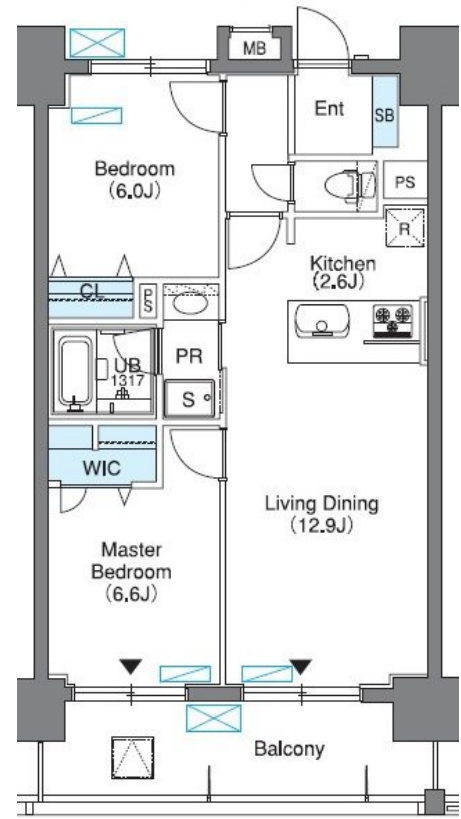 MB
Ent
SB
Bedroom
(6.0J)
PS
R
Kitchen
(2.6J)
CL
PS
UB
1317
PR
S
WIC
Living Dining
(12.9J)
Master
Bedroom
(6.6J)
Balcony